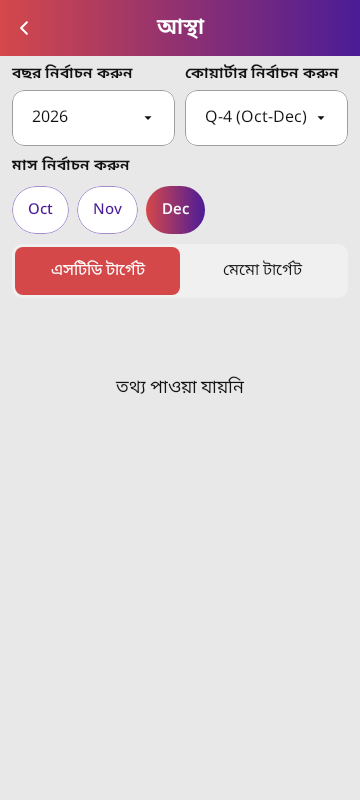 আস্থা
বছর নির্বাচন করুন
কোয়ার্টার নির্বাচন করুন
2026
Q-4 (Oct-Dec)
মাস নির্বাচন করুন
Oct
Nov
Dec
এসটিডি টার্গেট
মেমো টার্গেট
তথ্য পাওয়া যায়নি